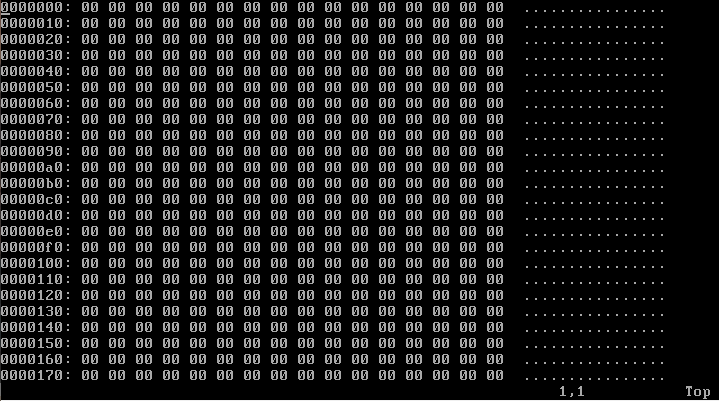 0000000: 00 00 00 00 00 00 00 00 00 00 00 00 00 00 00 00  ................
0000010: 00 00 00 00 00 00 00 00 00 00 00 00 00 00 00 00  ................
0000020: 00 00 00 00 00 00 00 00 00 00 00 00 00 00 00 00  ................
0000030: 00 00 00 00 00 00 00 00 00 00 00 00 00 00 00 00  ................
0000040: 00 00 00 00 00 00 00 00 00 00 00 00 00 00 00 00  ................
0000050: 00 00 00 00 00 00 00 00 00 00 00 00 00 00 00 00  ................
0000060: 00 00 00 00 00 00 00 00 00 00 00 00 00 00 00 00  ................
0000070: 00 00 00 00 00 00 00 00 00 00 00 00 00 00 00 00  ................
0000080: 00 00 00 00 00 00 00 00 00 00 00 00 00 00 00 00  ................
0000090: 00 00 00 00 00 00 00 00 00 00 00 00 00 00 00 00  ................
00000a0: 00 00 00 00 00 00 00 00 00 00 00 00 00 00 00 00  ................
00000b0: 00 00 00 00 00 00 00 00 00 00 00 00 00 00 00 00  ................
00000c0: 00 00 00 00 00 00 00 00 00 00 00 00 00 00 00 00  ................
00000d0: 00 00 00 00 00 00 00 00 00 00 00 00 00 00 00 00  ................
00000e0: 00 00 00 00 00 00 00 00 00 00 00 00 00 00 00 00  ................
00000f0: 00 00 00 00 00 00 00 00 00 00 00 00 00 00 00 00  ................
0000100: 00 00 00 00 00 00 00 00 00 00 00 00 00 00 00 00  ................
0000110: 00 00 00 00 00 00 00 00 00 00 00 00 00 00 00 00  ................
0000120: 00 00 00 00 00 00 00 00 00 00 00 00 00 00 00 00  ................
0000130: 00 00 00 00 00 00 00 00 00 00 00 00 00 00 00 00  ................
0000140: 00 00 00 00 00 00 00 00 00 00 00 00 00 00 00 00  ................
0000150: 00 00 00 00 00 00 00 00 00 00 00 00 00 00 00 00  ................
0000160: 00 00 00 00 00 00 00 00 00 00 00 00 00 00 00 00  ................
0000170: 00 00 00 00 00 00 00 00 00 00 00 00 00 00 00 00  ................
1,1 Top